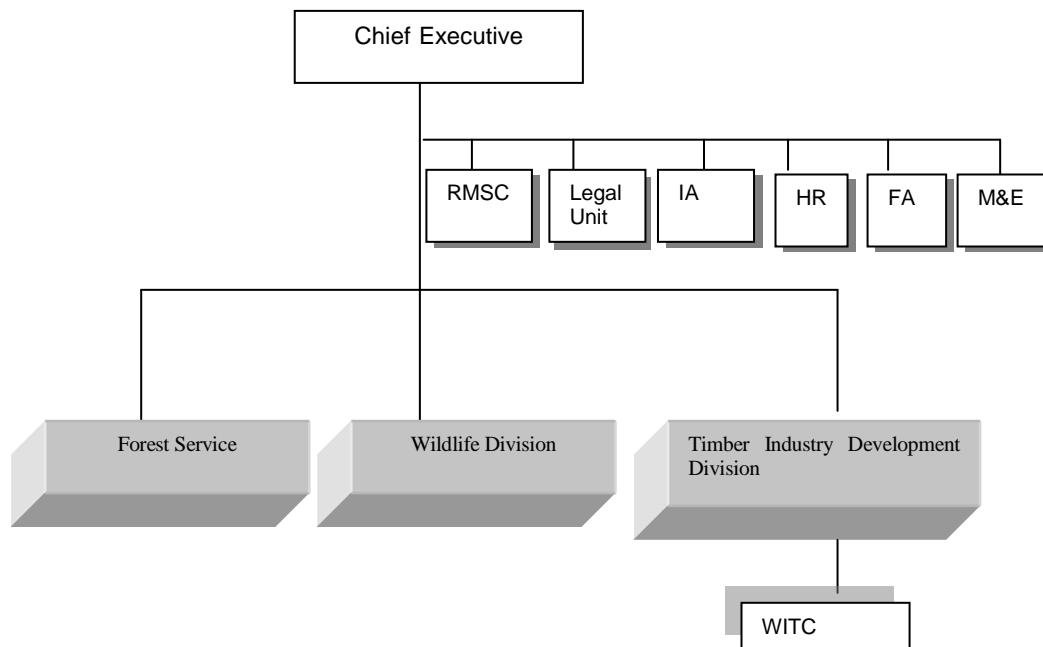 Chief Executive
RMSC
Legal
Unit
IA
HR
FA
M&E
Forest Service
Wildlife Division
Timber Industry Development
Division
WITC